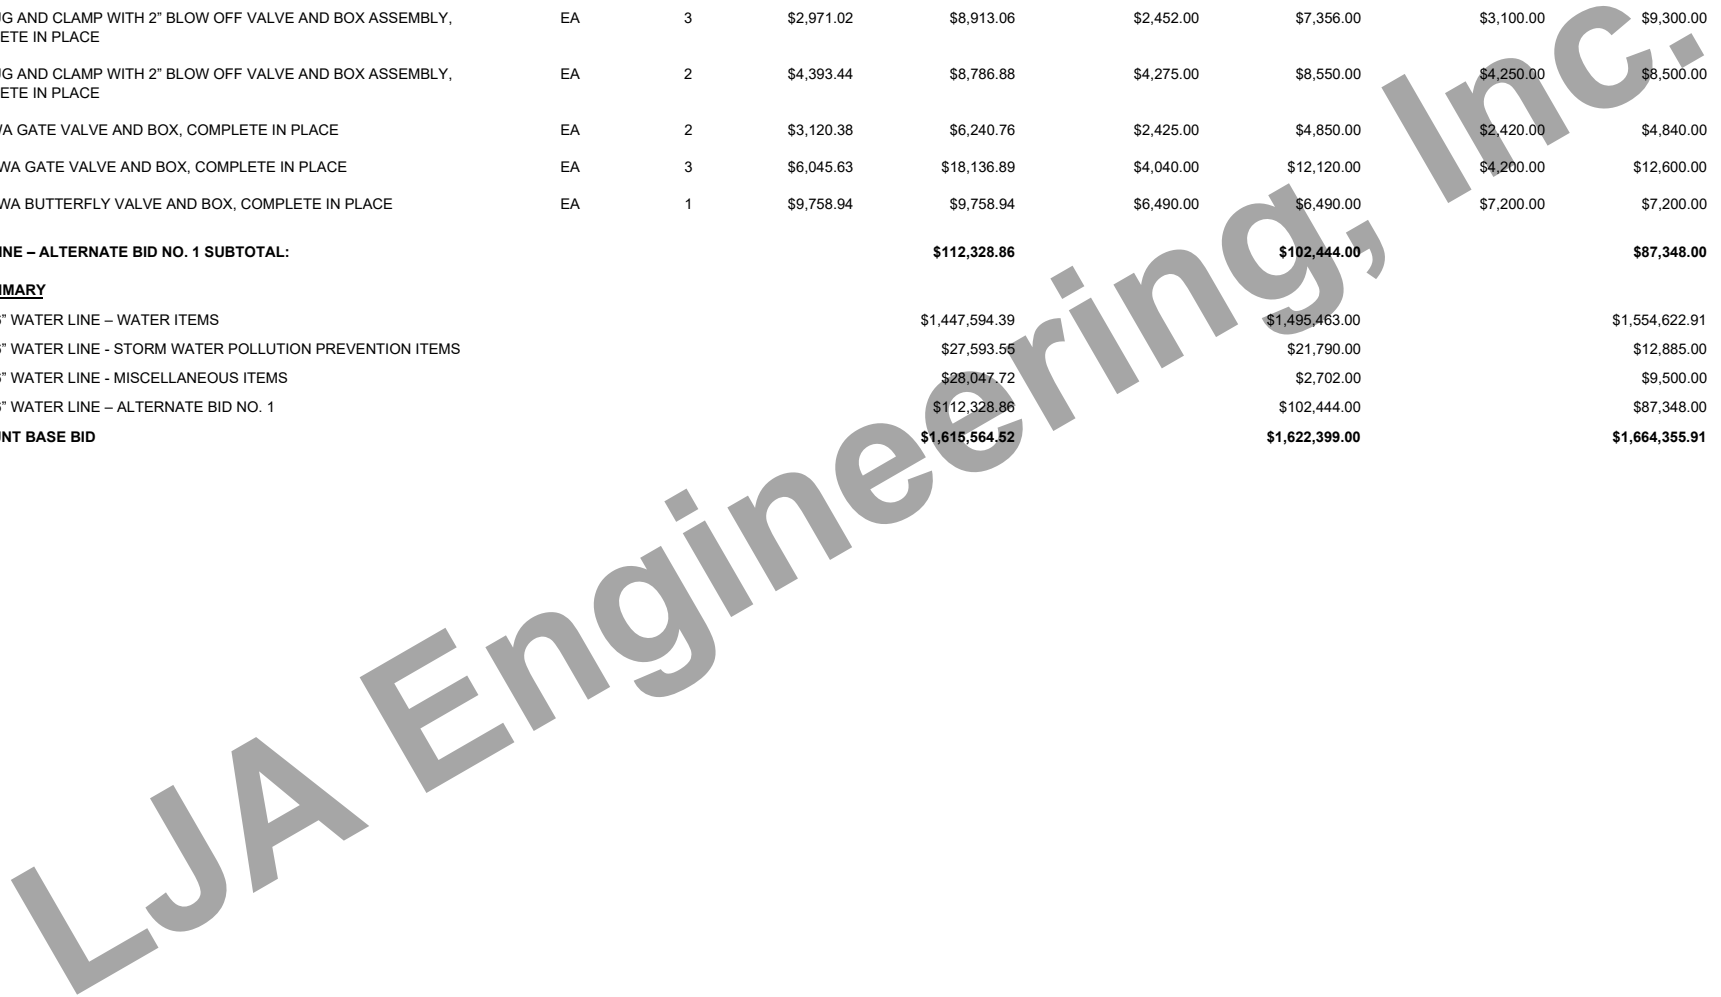 UG AND CLAMP WITH 2” BLOW OFF VALVE AND BOX ASSEMBLY, EA 3 $2,971.02 $8,913.06 $2,452.00 $7,356.00 $3,100.00 $9,300.00
ETE IN PLACE
UG AND CLAMP WITH 2” BLOW OFF VALVE AND BOX ASSEMBLY, EA 2 $4,393.44 $8,786.88 $4,275.00 $8,550.00 $4,250.00 $8,500.00
ETE IN PLACE
WA GATE VALVE AND BOX, COMPLETE IN PLACE EA 2 $3,120.38 $6,240.76 $2,425.00 $4,850.00 $2,420.00 $4,840.00
WA GATE VALVE AND BOX, COMPLETE IN PLACE EA 3 $6,045.63 $18,136.89 $4,040.00 $12,120.00 $4,200.00 $12,600.00
WA BUTTERFLY VALVE AND BOX, COMPLETE IN PLACE EA 1 $9,758.94 $9,758.94 $6,490.00 $6,490.00 $7,200.00 $7,200.00
INE – ALTERNATE BID NO. 1 SUBTOTAL: $112,328.86 $102,444.00 $87,348.00
MMARY
6” WATER LINE – WATER ITEMS $1,447,594.39 $1,495,463.00 $1,554,622.91
6” WATER LINE - STORM WATER POLLUTION PREVENTION ITEMS $27,593.55 $21,790.00 $12,885.00
6” WATER LINE - MISCELLANEOUS ITEMS $28,047.72 $2,702.00 $9,500.00
6” WATER LINE – ALTERNATE BID NO. 1 $112,328.86 $102,444.00 $87,348.00
UNT BASE BID $1,615,564.52 $1,622,399.00 $1,664,355.91
LJA Engineering, Inc.